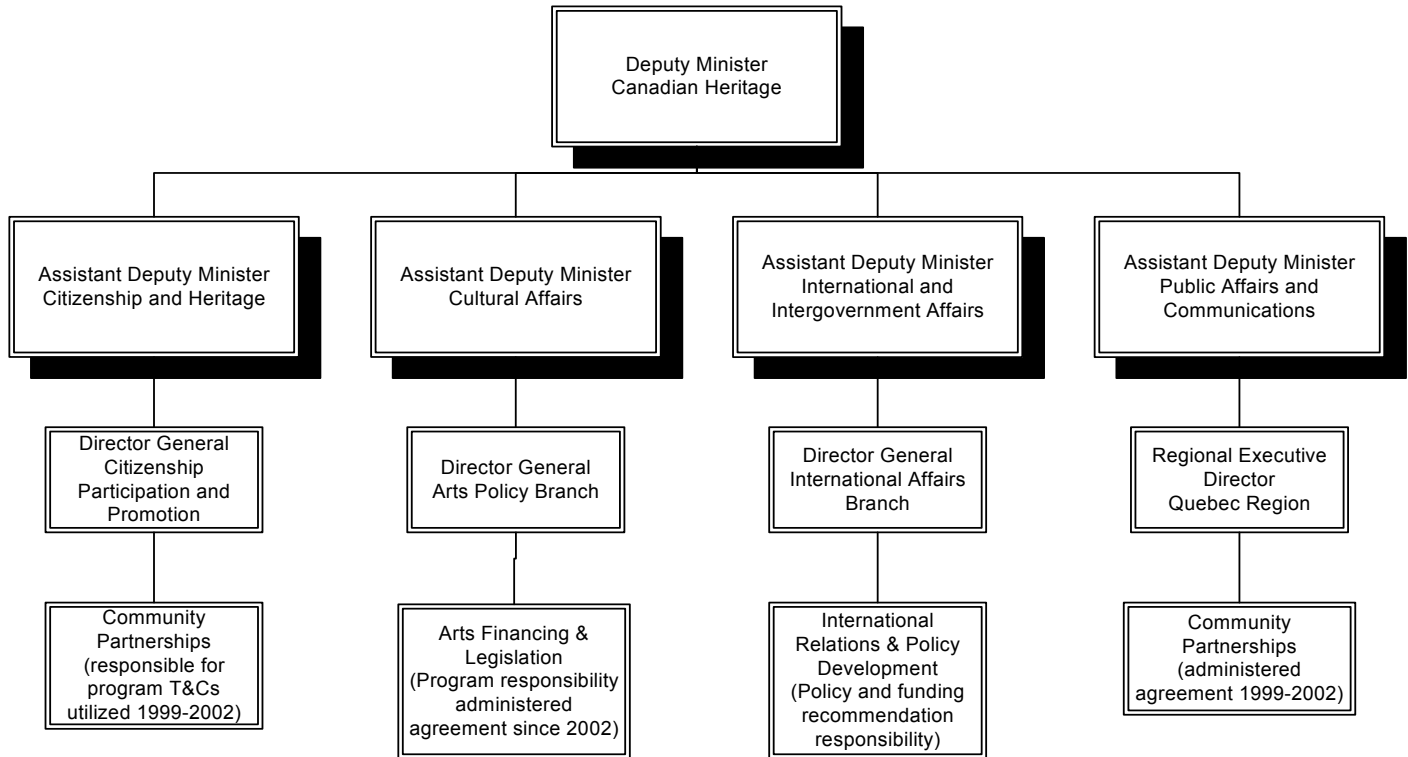 Deputy Minister
Canadian Heritage
Assistant Deputy Minister
Citizenship and Heritage
Assistant Deputy Minister
Cultural Affairs
Assistant Deputy Minister
International and
Intergovernment Affairs
Assistant Deputy Minister
Public Affairs and
Communications
Director General
Citizenship
Participation and
Promotion
Director General
Arts Policy Branch
Director General
International Affairs
Branch
Regional Executive
Director
Quebec Region
Community
Partnerships
(responsible for
program T&Cs
utilized 1999-2002)
Arts Financing &
Legislation
(Program responsibility
administered
agreement since 2002)
International
Relations & Policy
Development
(Policy and funding
recommendation
responsibility)
Community
Partnerships
(administered
agreement 1999-2002)